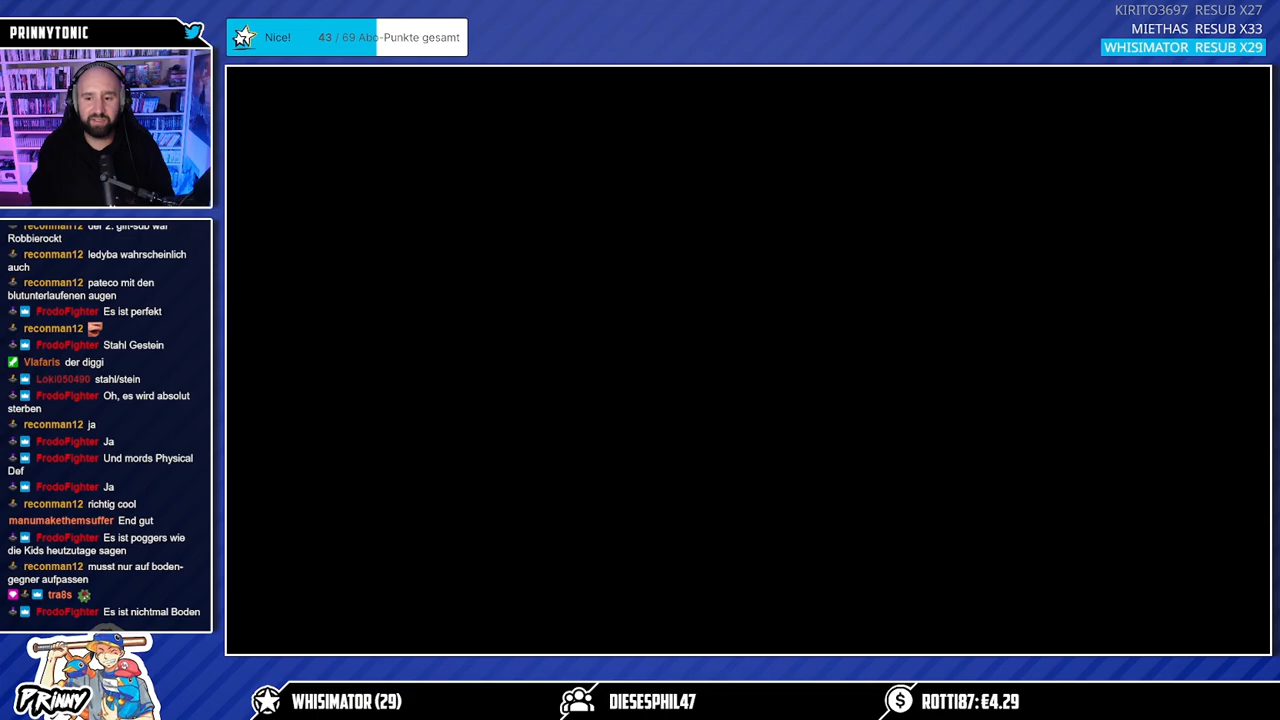 PRINNYTONIC
Nice!
43 / 69 Abo-Punkte gesamt
KIRITO3697 RESUB X27
MIETHAS RESUB X33
WHISIMATOR RESUB X29
reconman12 der 2. gift-sub war
Robbierockt
reconman12 ledyba wahrscheinlich
auch
reconman12 pateco mit den
blutunterlaufenen augen
FrodoFighter Es ist perfekt
reconman12
FrodoFighter Stahl Gestein
Vlafaris der diggi
Loki050490 stahl/stein
FrodoFighter Oh, es wird absolut
sterben
reconman12 ja
FrodoFighter Ja
FrodoFighter Und mords Physical
Def
FrodoFighter Ja
reconman12 richtig cool
manumakethemsuffer End gut
FrodoFighter Es ist poggers wie
die Kids heutzutage sagen
reconman12 musst nur auf boden-
gegner aufpassen
tra8s
FrodoFighter Es ist nichtmal Boden
PRiNNY
WHISIMATOR (29)
DIESESPHIL47
ROTTI87: €4.29